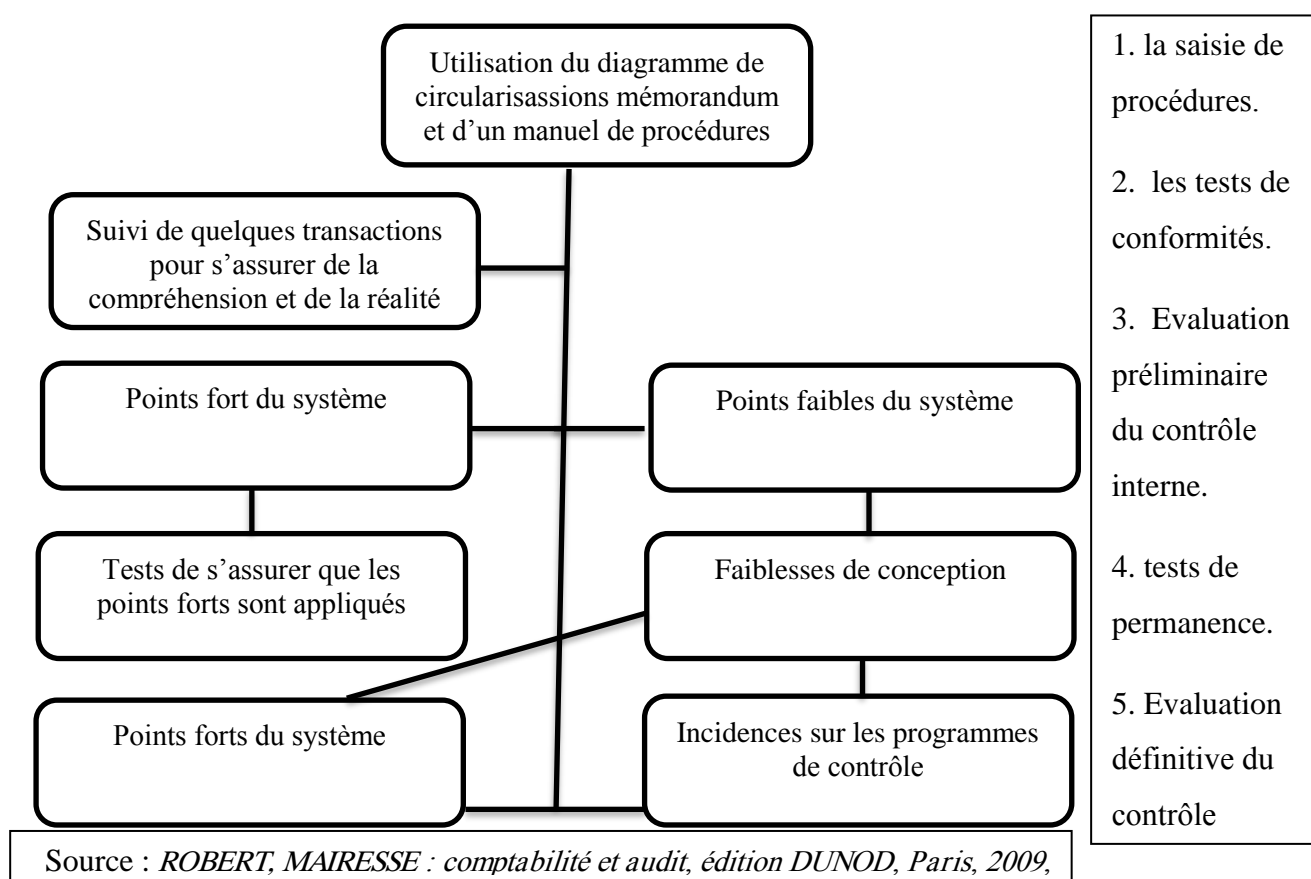 Utilisation du diagramme de
circularisassions mémorandum
et d'un manuel de procédures
Suivi de quelques transactions
pour s'assurer de la
compréhension et de la réalité
Points fort du système
Points faibles du système
Tests de s'assurer que les
points forts sont appliqués
Faiblesses de conception
Points forts du système
Incidences sur les programmes
de contrôle
1. la saisie de
procédures.
2. les tests de
conformités.
3. Evaluation
préliminaire
du contrôle
interne.
4. tests de
permanence.
5. Evaluation
définitive du
contrôle
Source : ROBERT, MAIRESSE : comptabilité et audit, édition DUNOD, Paris, 2009,